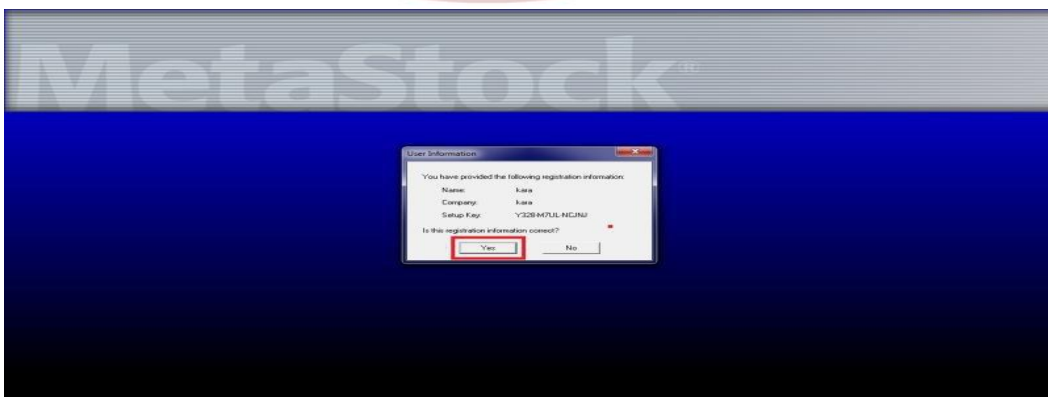 MetaStock®
User Information
You have provided the following registration information:
Name: kara
Company: kara
Setup Key: Y328-M7UL-NCJNJ
Is this registration information correct?
Yes No